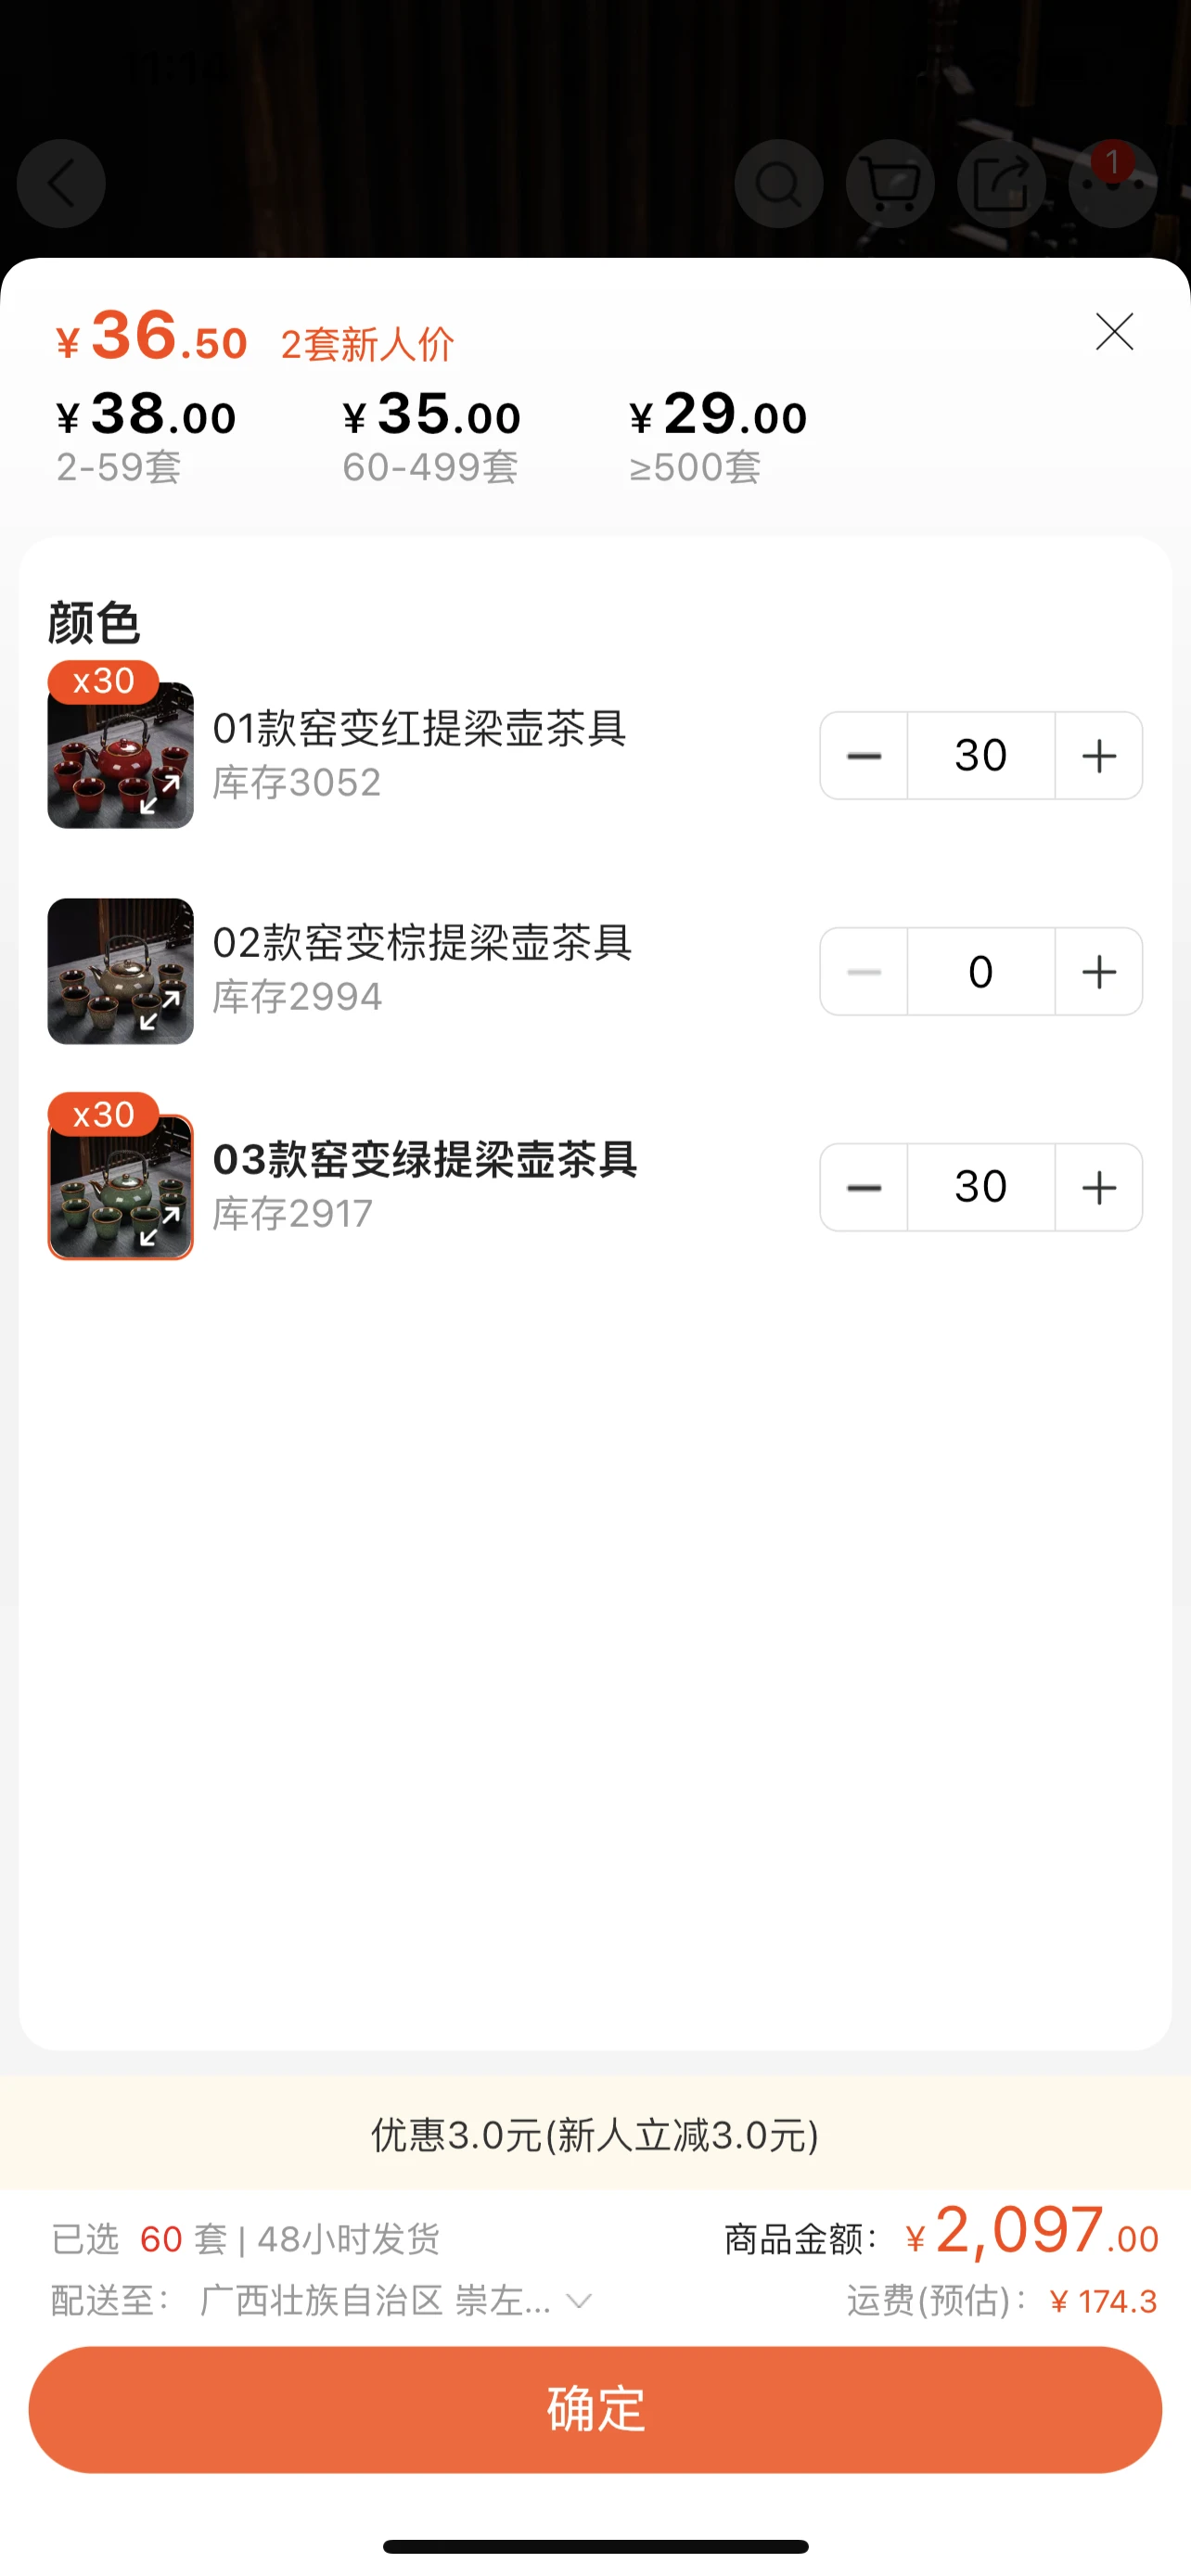 1
¥36.50 2套新人价
¥38.00 ¥35.00 ¥29.00
2-59套 60-499套 ≥500套
颜色
x30
01款窑变红提梁壶茶具
库存3052
30
02款窑变棕提梁壶茶具
库存2994
0
x30
03款窑变绿提梁壶茶具
库存2917
30
优惠3.0元(新人立减3.0元)
已选 60 套 | 48小时发货 商品金额: ¥2,097.00
配送至: 广西壮族自治区 崇左... 运费(预估): ¥174.3
确定